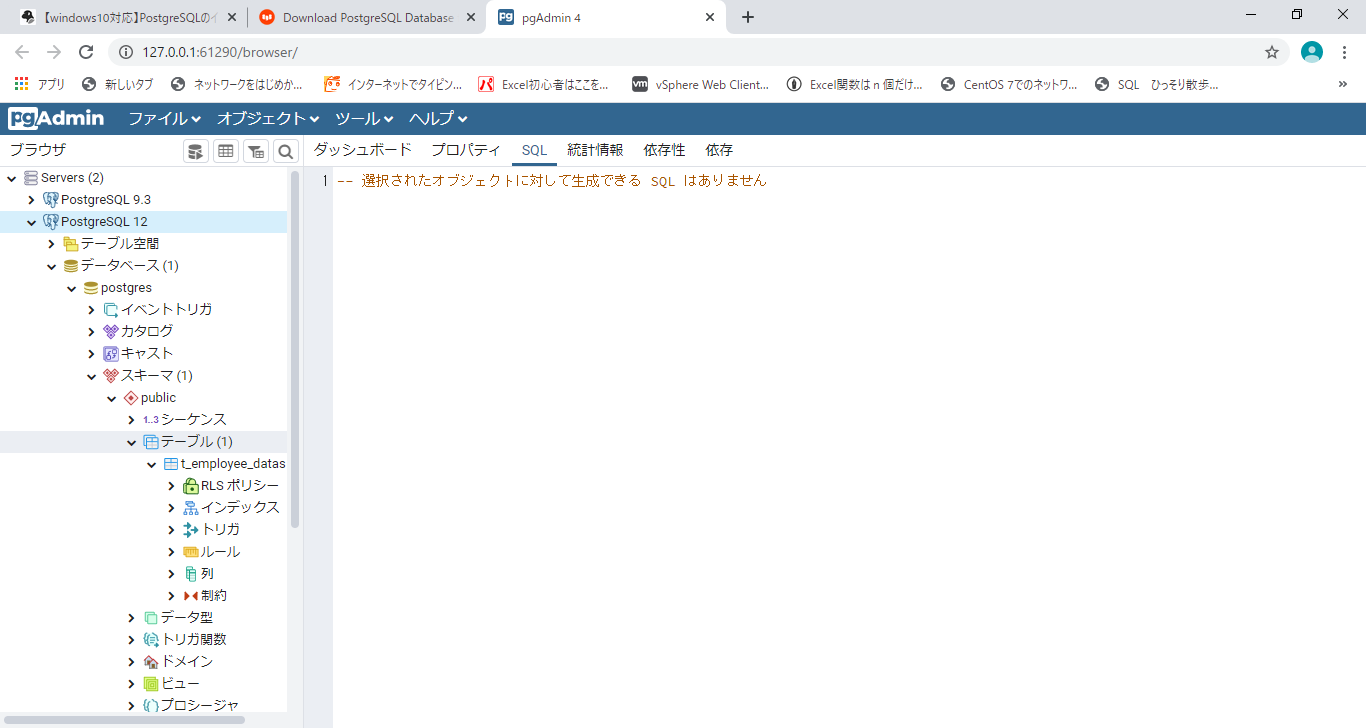 【windows10対応】PostgreSQLの
Download PostgreSQL Database
pgAdmin 4
127.0.0.1:61290/browser/
アプリ
新しいタブ
ネットワークをはじめか...
インターネットでタイピン...
Excel初心者はここを...
vSphere Web Client...
Excel関数は n 個だけ...
CentOS 7でのネットワ...
SQL ひっそり散歩...
pgAdmin
ファイル
オブジェクト
ツール
ヘルプ
ブラウザ
ダッシュボード
プロパティ
SQL
統計情報
依存性
依存
1 -- 選択されたオブジェクトに対して生成できる SQL はありません
Servers (2)
PostgreSQL 9.3
PostgreSQL 12
テーブル空間
データベース (1)
postgres
イベントトリガ
カタログ
キャスト
スキーマ (1)
public
1..3 シーケンス
テーブル (1)
t_employee_datas
RLS ポリシー
インデックス
トリガ
ルール
列
制約
データ型
トリガ関数
ドメイン
ビュー
プロシージャ